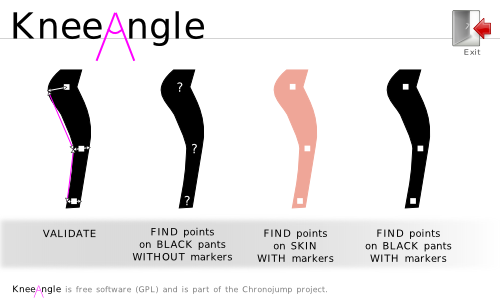 KneeAngle
Exit
?
?
?
VALIDATE
FIND points
on BLACK pants
WITHOUT markers
FIND points
on SKIN
WITH markers
FIND points
on BLACK pants
WITH markers
KneeAngle is free software (GPL) and is part of the Chronojump project.